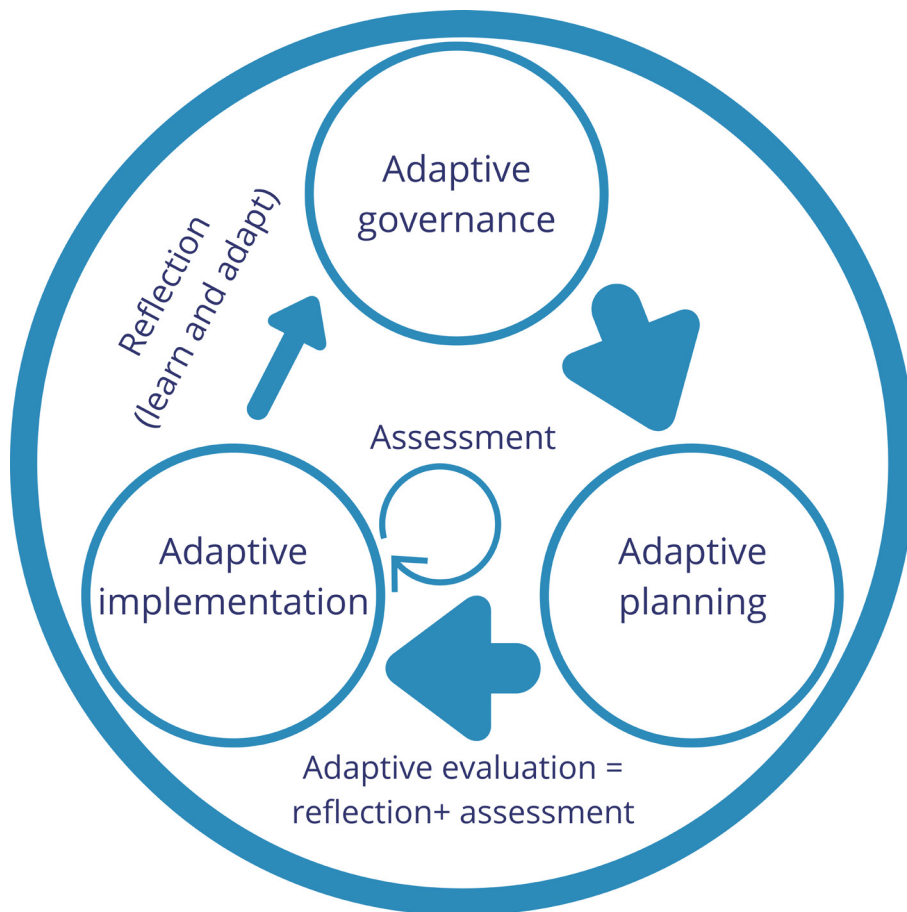 Adaptive
governance
Reflection
(learn and adapt)
Assessment
Adaptive
implementation
Adaptive
planning
Adaptive evaluation =
reflection+ assessment